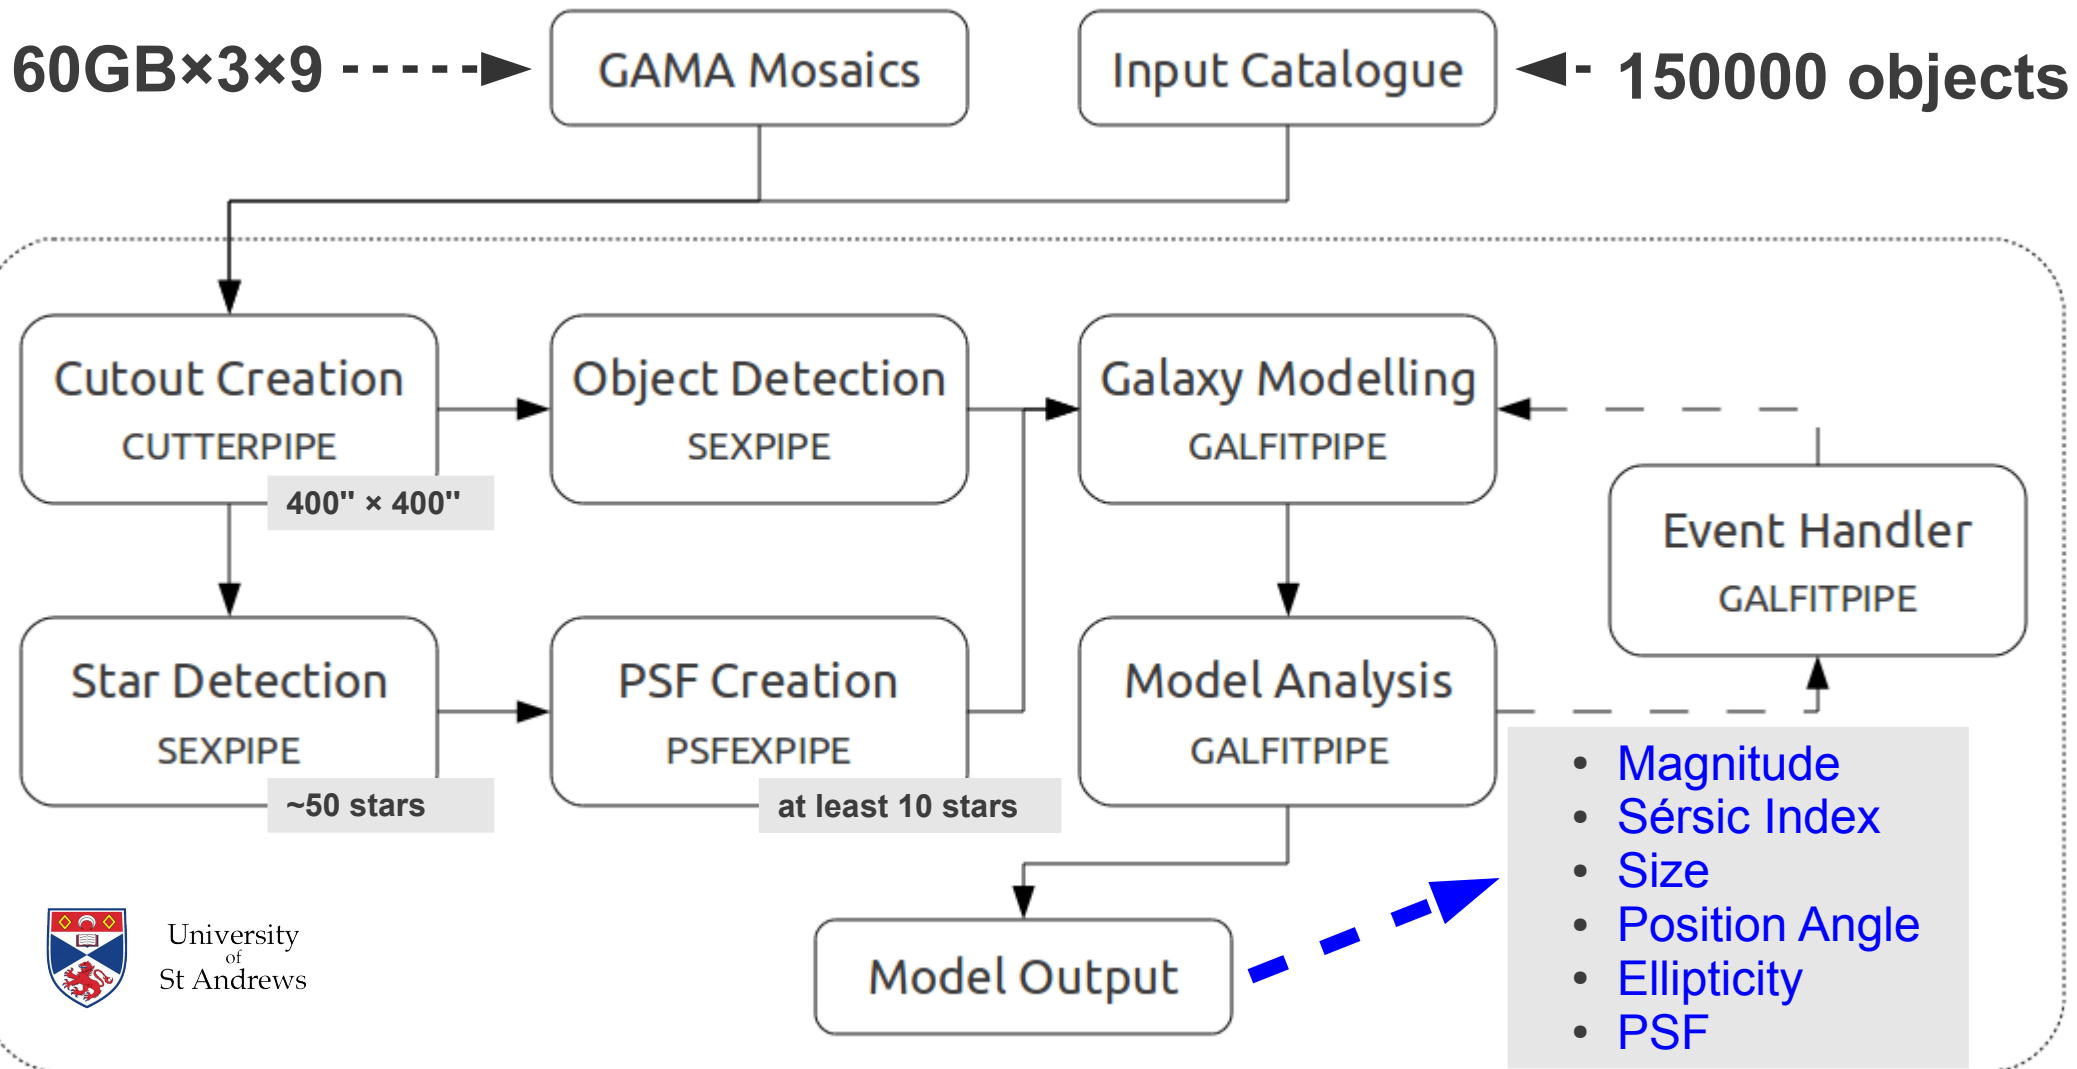 60GB×3×9
GAMA Mosaics
Input Catalogue
150000 objects
Cutout Creation
CUTTERPIPE
400" × 400"
Object Detection
SEXPIPE
Galaxy Modelling
GALFITPIPE
Event Handler
GALFITPIPE
Star Detection
SEXPIPE
~50 stars
PSF Creation
PSFEXPIPE
at least 10 stars
Model Analysis
GALFITPIPE
• Magnitude
• Sérsic Index
• Size
• Position Angle
• Ellipticity
• PSF
University
of
St Andrews
Model Output